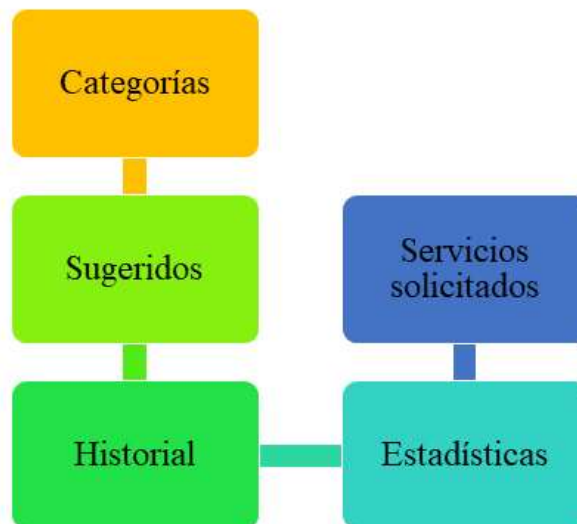 Categorías
Sugeridos
Historial
Estadísticas
Servicios
solicitados